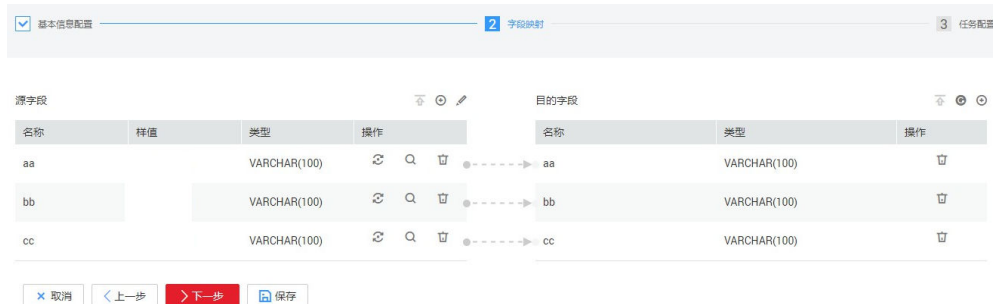 基本信息配置 2 字段映射 3 任务配置
源字段 目的字段
名称 样值 类型 操作 名称 类型 操作
aa VARCHAR(100) aa VARCHAR(100)
bb VARCHAR(100) bb VARCHAR(100)
cc VARCHAR(100) cc VARCHAR(100)
取消 上一步 下一步 保存